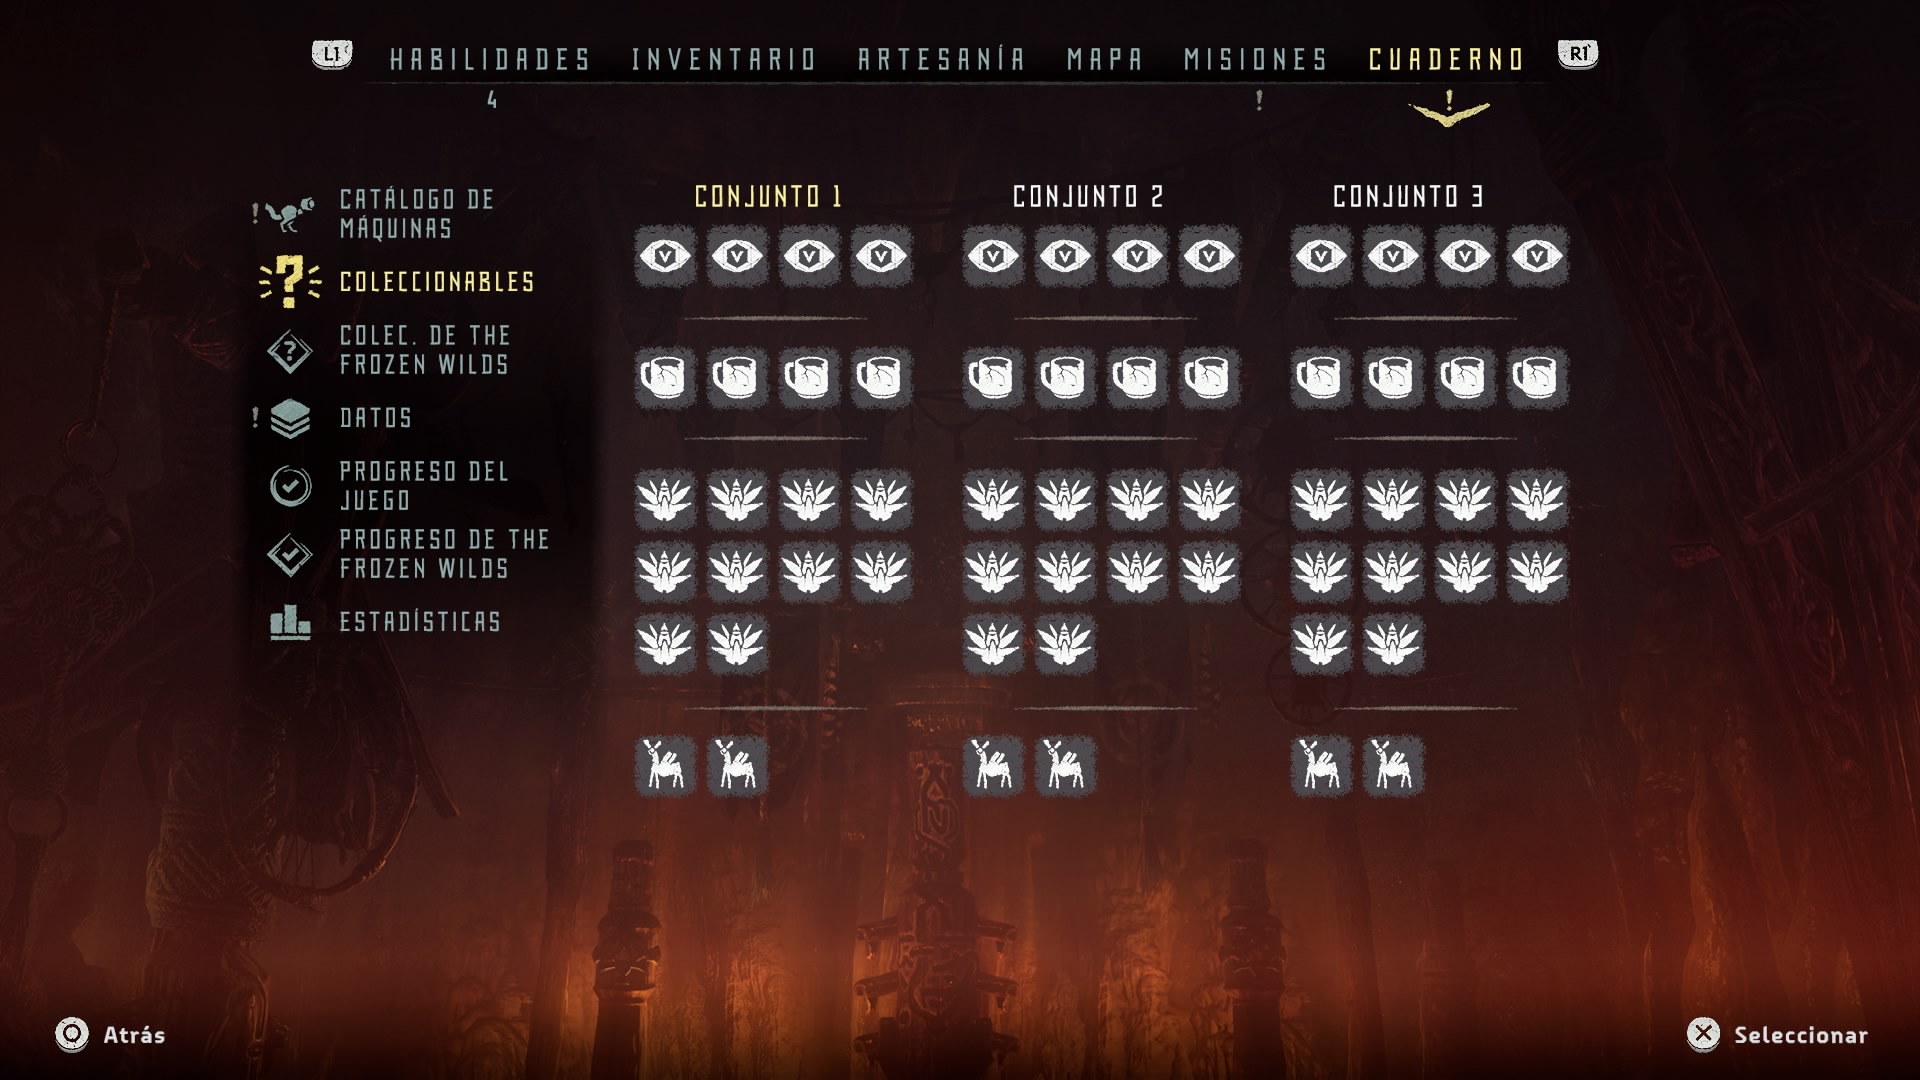 L1
HABILIDADES
INVENTARIO
ARTESANÍA
MAPA
MISIONES
CUADERNO
R1
4
!
!
!
CATÁLOGO DE
MÁQUINAS
COLECCIONABLES
?
COLEC. DE THE
FROZEN WILDS
!
DATOS
PROGRESO DEL
JUEGO
PROGRESO DE THE
FROZEN WILDS
ESTADÍSTICAS
CONJUNTO 1
CONJUNTO 2
CONJUNTO 3
Atrás
Seleccionar